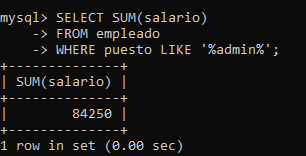 mysql> SELECT SUM(salario)
    -> FROM empleado
    -> WHERE puesto LIKE '%admin%';
+--------------+
| SUM(salario) |
+--------------+
|        84250 |
+--------------+
1 row in set (0.00 sec)